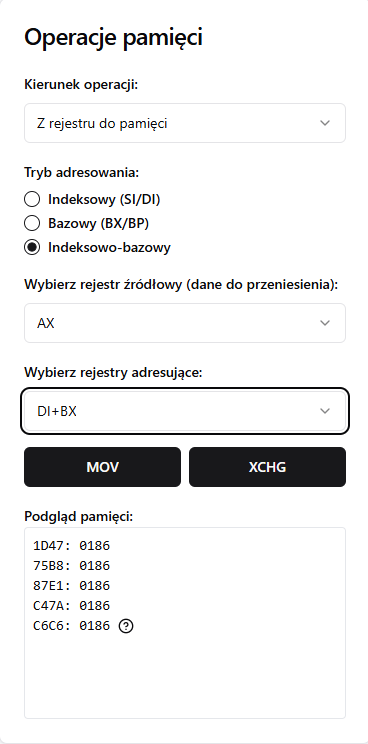 Operacje pamięci
Kierunek operacji:
Z rejestru do pamięci
Tryb adresowania:
Indeksowy (SI/DI)
Bazowy (BX/BP)
Indeksowo-bazowy
Wybierz rejestr źródłowy (dane do przeniesienia):
AX
Wybierz rejestry adresujące:
DI+BX
MOV XCHG
Podgląd pamięci:
1D47: 0186
75B8: 0186
87E1: 0186
C47A: 0186
C6C6: 0186 ?